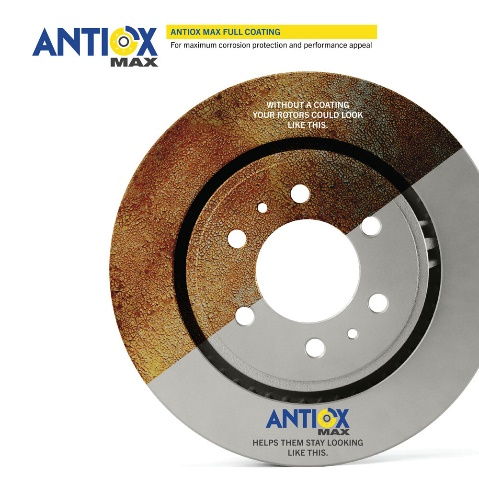 ANTIOX
MAX
ANTIOX MAX FULL COATING
For maximum corrosion protection and performance appeal
WITHOUT A COATING
YOUR ROTORS COULD LOOK
LIKE THIS.
ANTIOX
MAX
HELPS THEM STAY LOOKING
LIKE THIS.